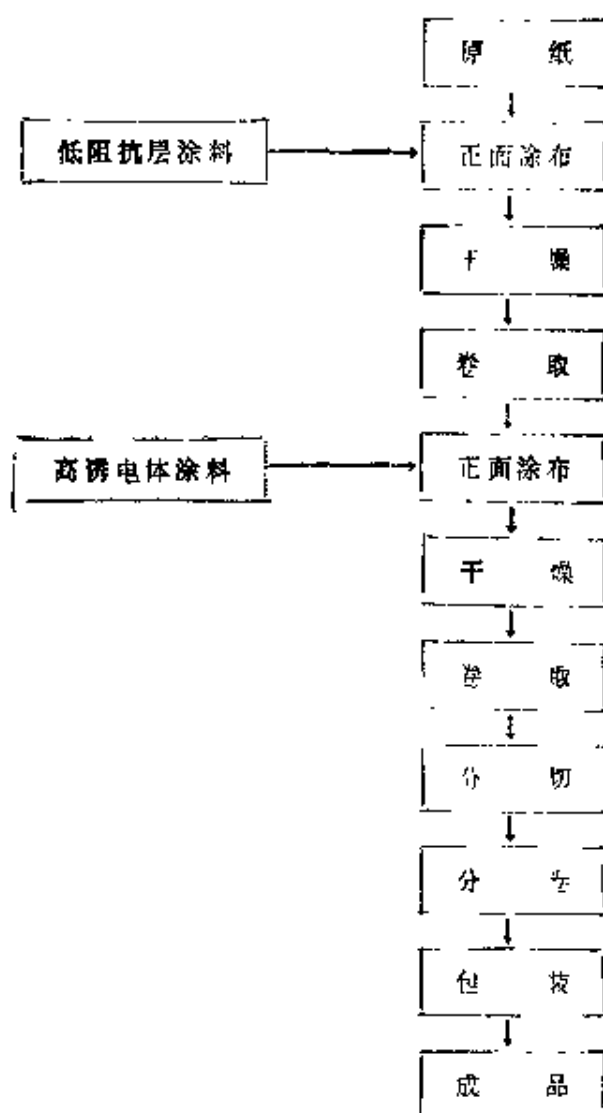 原 纸
低阻抗层涂料
正面涂布
干 燥
卷 取
高诱电体涂料
正面涂布
干 燥
卷 取
分 切
分 卷
包 装
成 品